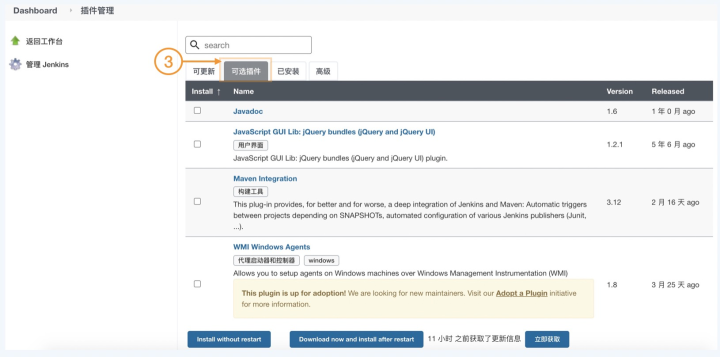 Dashboard › 插件管理
返回工作台
管理 Jenkins
search
3
可更新 可选插件 已安装 高级
Install ↑ Name Version Released
Javadoc 1.6 1 年 0 月 ago
JavaScript GUI Lib: jQuery bundles (jQuery and jQuery UI)
用户界面 1.2.1 5 年 6 月 ago
JavaScript GUI Lib: jQuery bundles (jQuery and jQuery UI) plugin.
Maven Integration
构建工具
This plug-in provides, for better and for worse, a deep integration of Jenkins and Maven: Automatic triggers 3.12 2 月 16 天 ago
between projects depending on SNAPSHOTs, automated configuration of various Jenkins publishers (Junit,
...).
WMI Windows Agents
代理启动器和控制器 windows
Allows you to setup agents on Windows machines over Windows Management Instrumentation (WMI)
1.8 3 月 25 天 ago
This plugin is up for adoption! We are looking for new maintainers. Visit our Adopt a Plugin initiative
for more information.
Install without restart Download now and install after restart 11 小时 之前获取了更新信息 立即获取